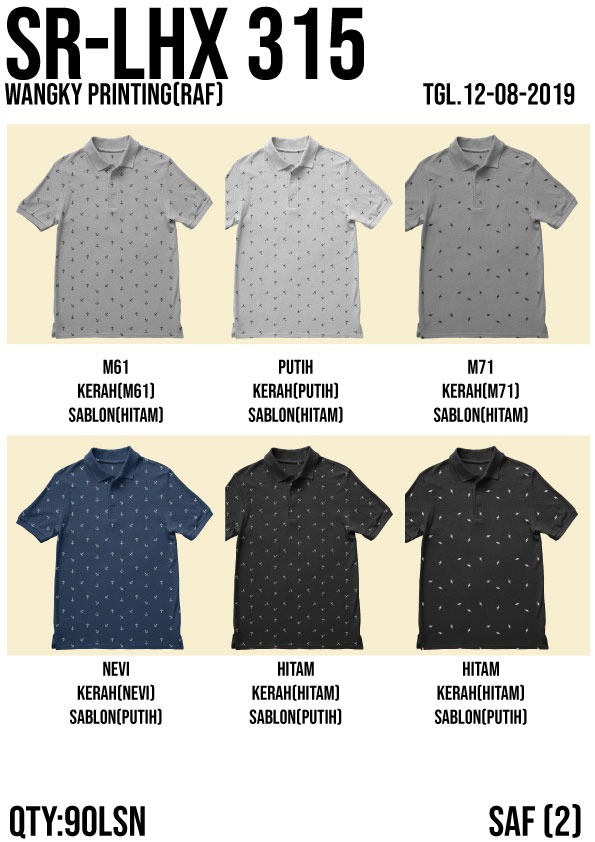 SR-LHX 315
WANGKY PRINTING(RAF) TGL.12-08-2019
M61 PUTIH M71
KERAH(M61) KERAH(PUTIH) KERAH(M71)
SABLON(HITAM) SABLON(HITAM) SABLON(HITAM)
NEVI HITAM HITAM
KERAH(NEVI) KERAH(HITAM) KERAH(HITAM)
SABLON(PUTIH) SABLON(PUTIH) SABLON(PUTIH)
QTY:90LSN SAF (2)